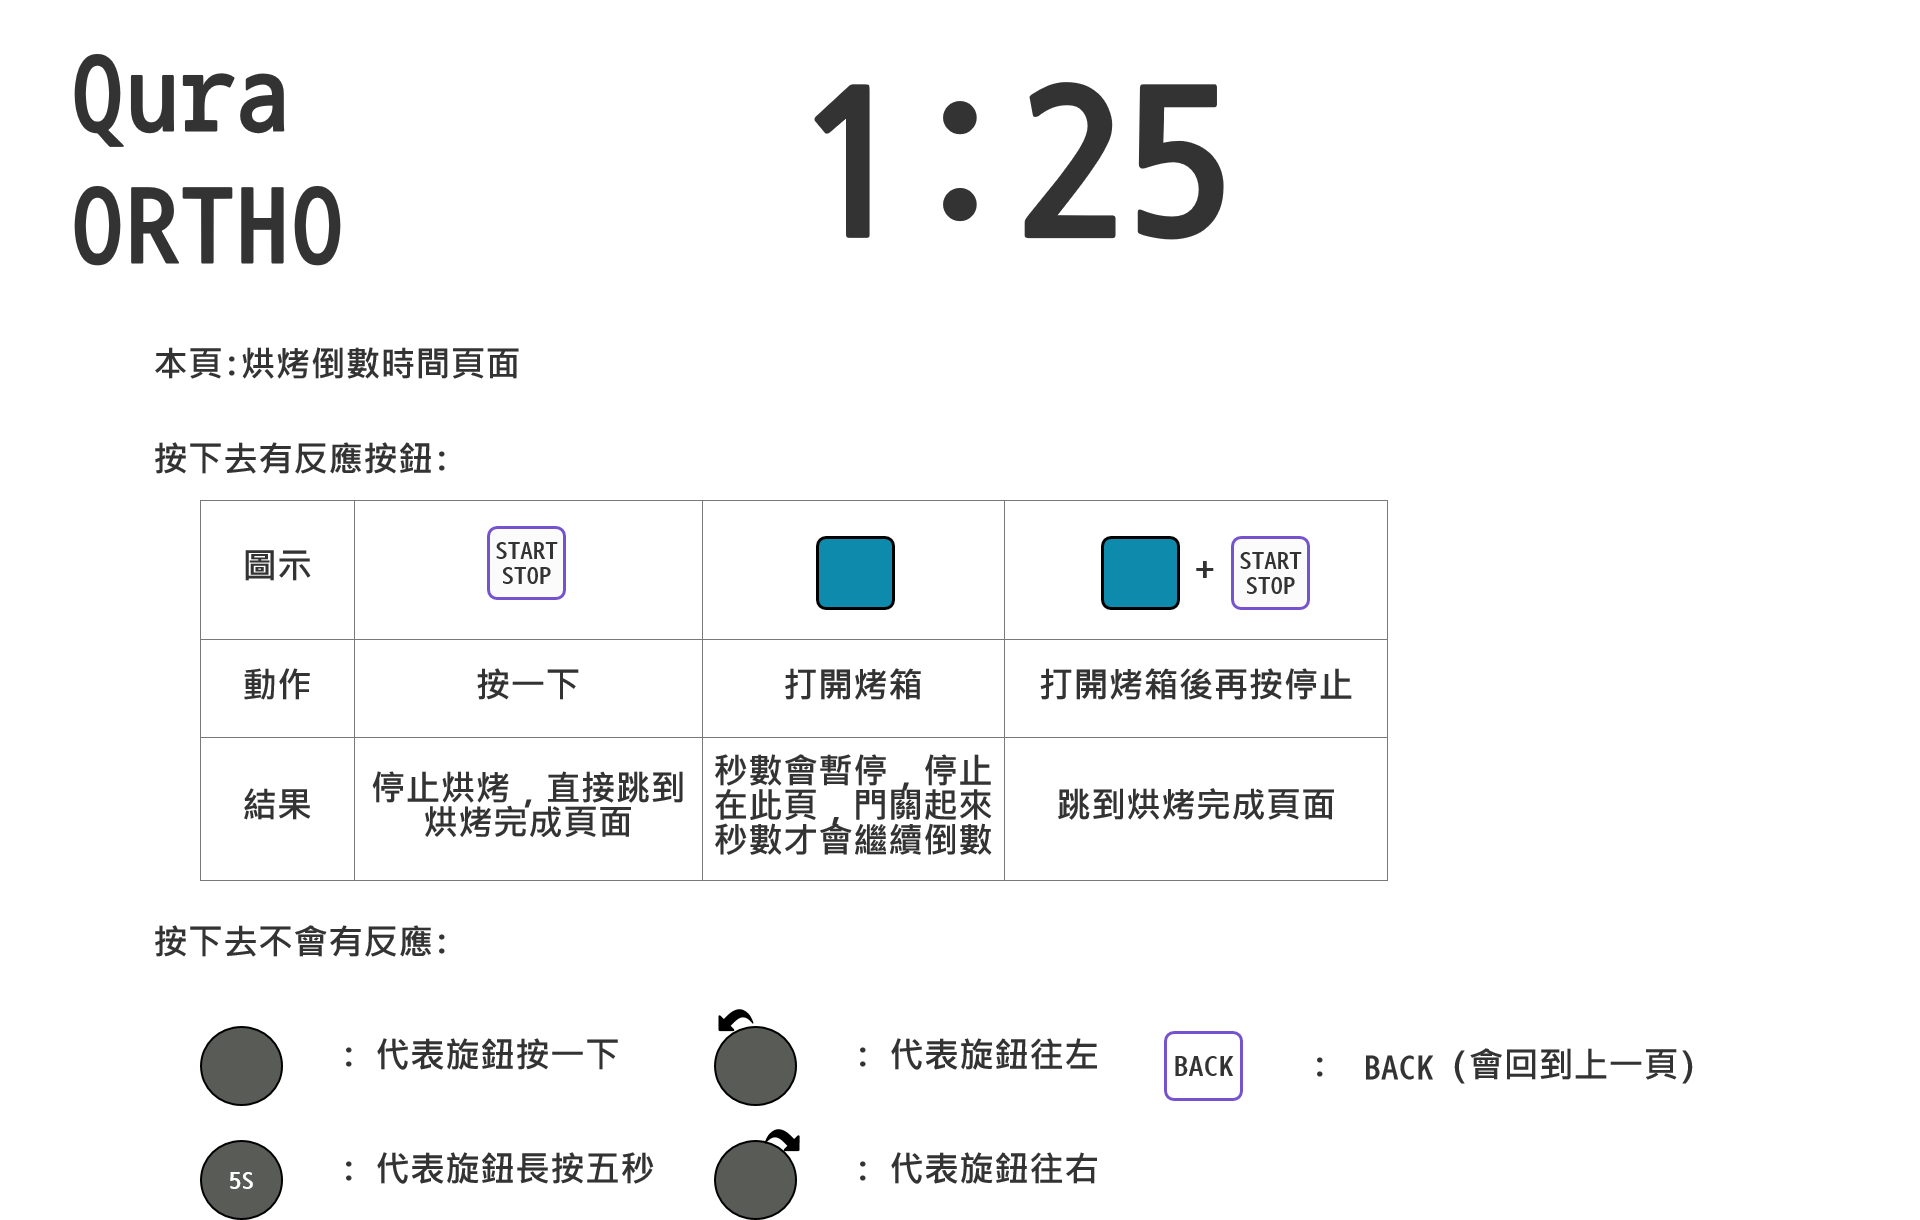 Qura
ORTHO
1:25
本頁:烘烤倒數時間頁面
按下去有反應按鈕:
圖示
START
STOP
+
START
STOP
動作
按一下
打開烤箱
打開烤箱後再按停止
結果
停止烘烤,直接跳到
烘烤完成頁面
秒數會暫停,停止
在此頁,門關起來
秒數才會繼續倒數
跳到烘烤完成頁面
按下去不會有反應:
: 代表旋鈕按一下
: 代表旋鈕往左
BACK
: BACK (會回到上一頁)
5S
: 代表旋鈕長按五秒
: 代表旋鈕往右